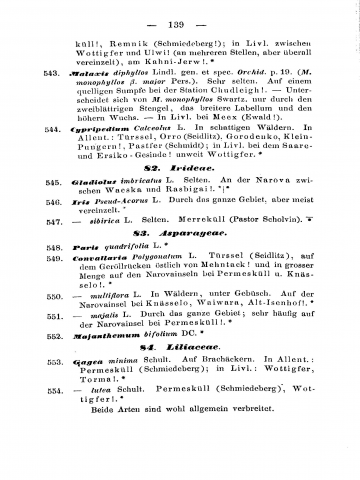 — 139 —
küll!, Remnik (Schmiedeberg)!; in Livl. zwischen
Wottigfer und Ulwi! (an mehreren Stellen, aber überall
vereinzelt), am Kahni-Jerw!. *
543. Malaxis diphyllos Lindl. gen. et spec. Orchid. p. 19. (M.
monophyllos β. major Pers.). Sehr selten. Auf einem
quelligen Sumpfe bei der Station Chudleigh!. — Unter-
scheidet sich von M. monophyllos Swartz. nur durch den
zweiblättrigen Stengel, das breitere Labellum und den
höheren Wuchs. — In Livl. bei Meex (Ewald!).
544. Cypripedium Calceolus L. In schattigen Wäldern. In
Allent.: Türssel, Orro (Seidlitz), Gorodenko, Klein-
Pungern!, Pastfer (Schmidt); in Livl. bei dem Saare-
und Ersiko-Gesinde! unweit Wottigfer. *
82. Irideae.
545. Gladiolus imbricatus L. Selten. An der Narova zwi-
schen Waeska und Rasbigai!. *|*
546. Iris Pseud-Acorus L. Durch das ganze Gebiet, aber meist
vereinzelt. *
547. — sibirica L. Selten. Merreküll (Pastor Scholvin). *
83. Asparageae.
548. Paris quadrifolia L. *
549. Convallaria Polygonatum L. Türssel (Seidlitz), auf
dem Geröllrücken östlich von Mehntack! und in grosser
Menge auf den Narovainseln bei Permesküll u. Knäs-
selo!. *
550. — multiflora L. In Wäldern, unter Gebüsch. Auf der
Narovainsel bei Knässelo, Waiwara, Alt-Isenhof!. *
551. — majalis L. Durch das ganze Gebiet; sehr häufig auf
der Narovainsel bei Permesküll!. *
552. Majanthemum bifolium DC. *
84. Liliaceae.
553. Gagea minima Schult. Auf Brachäckern. In Allent.:
Permesküll (Schmiedeberg); in Livl.: Wottigfer,
Torma!. *
554. — lutea Schult. Permesküll (Schmiedeberg), Wot-
tigfer!. *
Beide Arten sind wohl allgemein verbreitet.